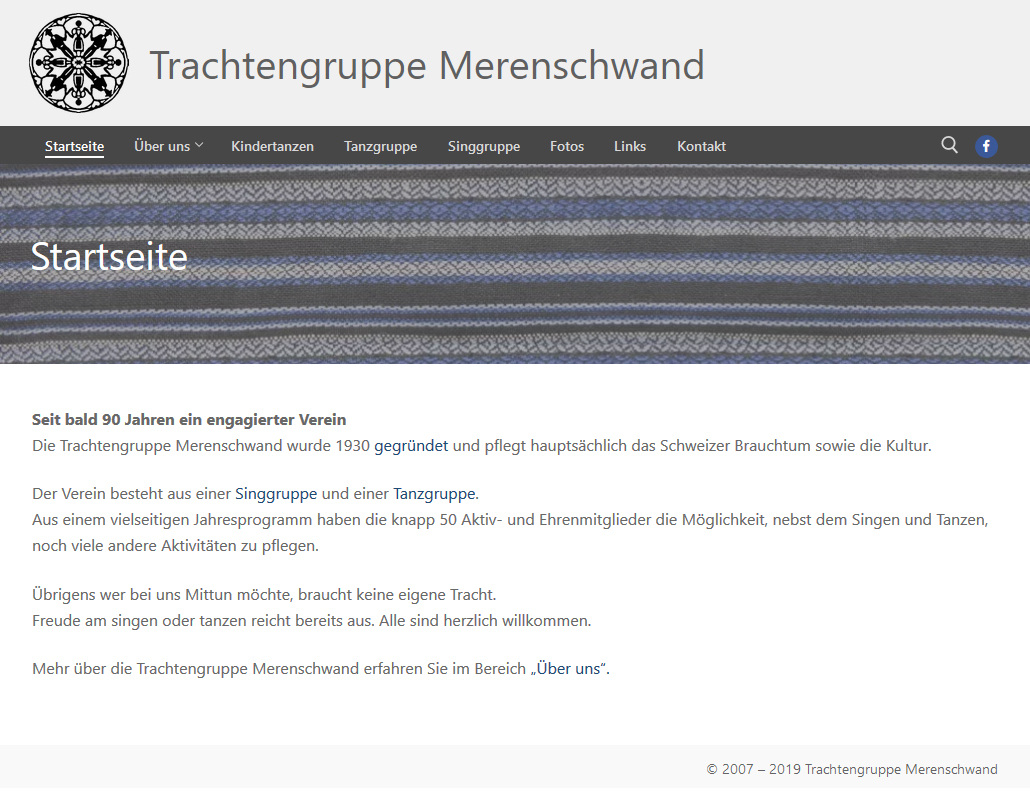 Trachtengruppe Merenschwand
Startseite Über uns Kindertanzen Tanzgruppe Singgruppe Fotos Links Kontakt
Startseite
Seit bald 90 Jahren ein engagierter Verein
Die Trachtengruppe Merenschwand wurde 1930 gegründet und pflegt hauptsächlich das Schweizer Brauchtum sowie die Kultur.
Der Verein besteht aus einer Singgruppe und einer Tanzgruppe.
Aus einem vielseitigen Jahresprogramm haben die knapp 50 Aktiv- und Ehrenmitglieder die Möglichkeit, nebst dem Singen und Tanzen,
noch viele andere Aktivitäten zu pflegen.
Übrigens wer bei uns Mittun möchte, braucht keine eigene Tracht.
Freude am singen oder tanzen reicht bereits aus. Alle sind herzlich willkommen.
Mehr über die Trachtengruppe Merenschwand erfahren Sie im Bereich „Über uns“.
© 2007 – 2019 Trachtengruppe Merenschwand